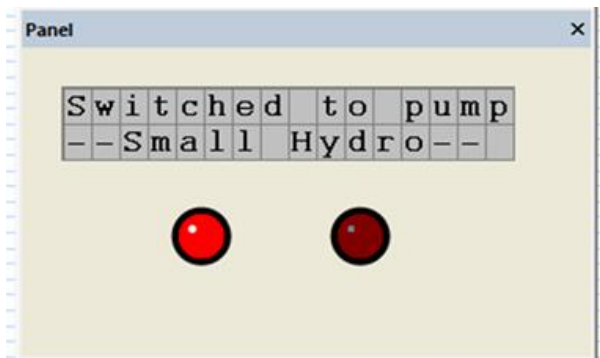 Panel
Switched to pump
--Small Hydro--